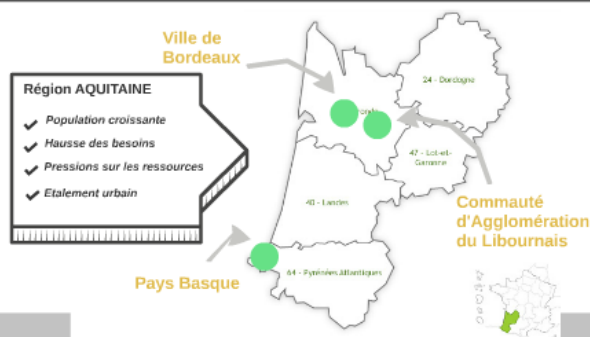 Ville de
Bordeaux
Région AQUITAINE
Population croissante
Hausse des besoins
Pressions sur les ressources
Etalement urbain
24 - Dordogne
47 - Lot-et-
Garonne
40 - Landes
64 - Pyrénées Atlantiques
Commauté
d'Agglomération
du Libournais
Pays Basque